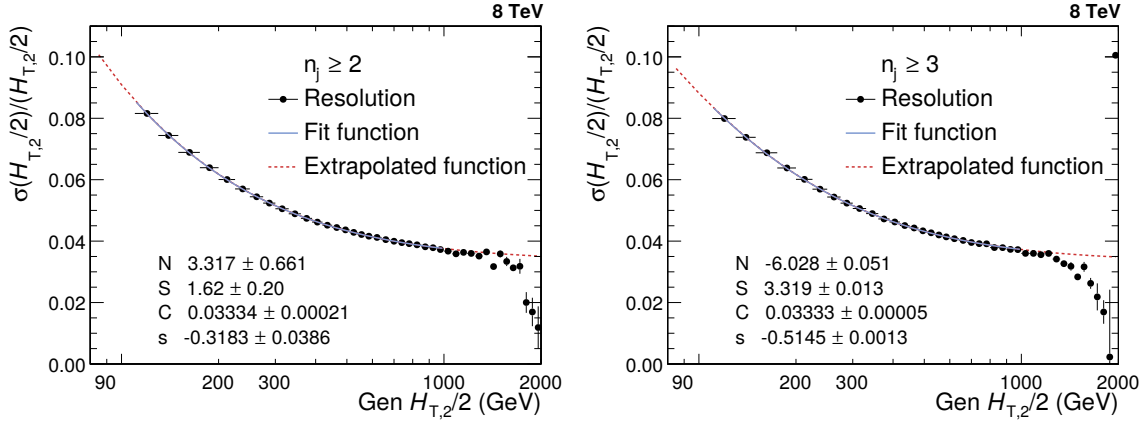 8 TeV
σ(H_T,2/2)/(H_T,2/2)
0.10
0.08
0.06
0.04
0.02
0.00
n_j ≥ 2
Resolution
Fit function
Extrapolated function
N 3.317 ± 0.661
S 1.62 ± 0.20
C 0.03334 ± 0.00021
s -0.3183 ± 0.0386
90 200 300 1000 2000
Gen H_T,2/2 (GeV)
8 TeV
σ(H_T,2/2)/(H_T,2/2)
0.10
0.08
0.06
0.04
0.02
0.00
n_j ≥ 3
Resolution
Fit function
Extrapolated function
N -6.028 ± 0.051
S 3.319 ± 0.013
C 0.03333 ± 0.00005
s -0.5145 ± 0.0013
90 200 300 1000 2000
Gen H_T,2/2 (GeV)